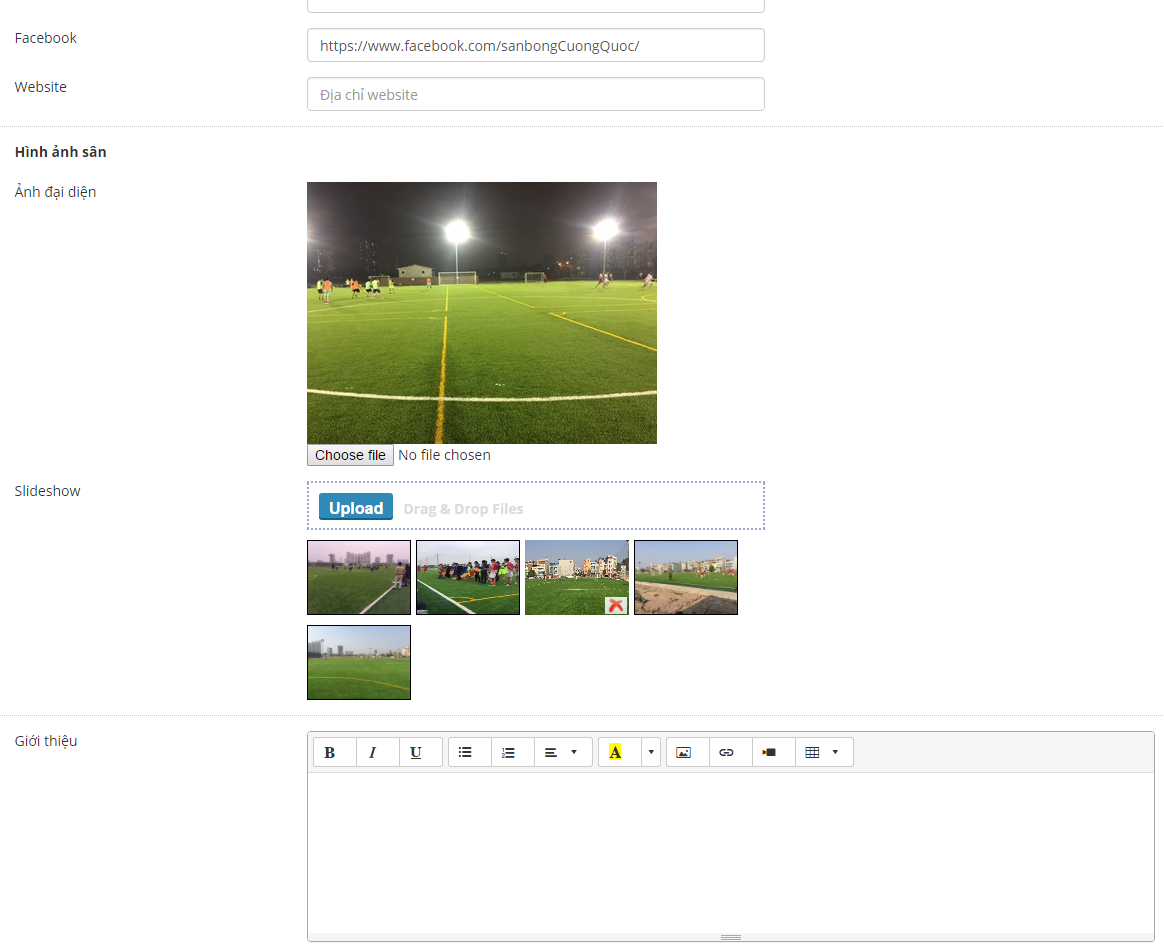 Facebook
https://www.facebook.com/sanbongCuongQuoc/
Website
Địa chỉ website
Hình ảnh sân
Ảnh đại diện
Choose file No file chosen
Slideshow
Upload Drag & Drop Files
Giới thiệu
B I U A